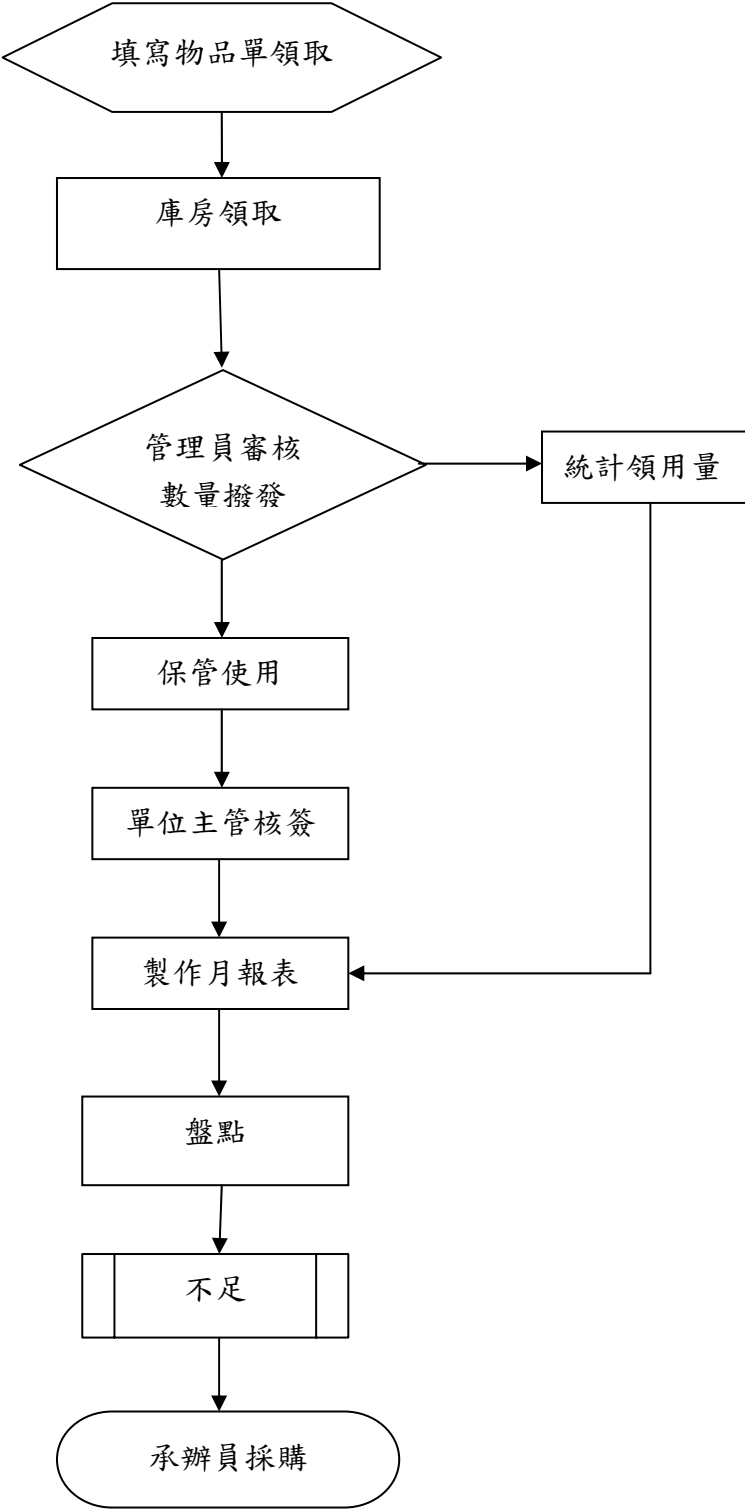 填寫物品單領取
庫房領取
管理員審核
數量撥發
統計領用量
保管使用
單位主管核簽
製作月報表
盤點
不足
承辦員採購